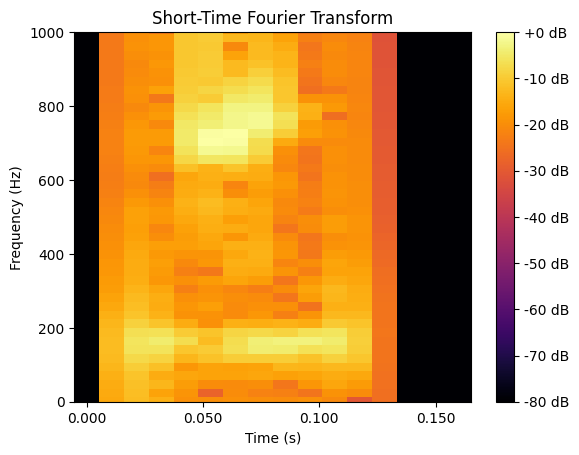 Short-Time Fourier Transform
1000
800
600
400
200
0
Frequency (Hz)
0.000
0.050
0.100
0.150
Time (s)
+0 dB
-10 dB
-20 dB
-30 dB
-40 dB
-50 dB
-60 dB
-70 dB
-80 dB